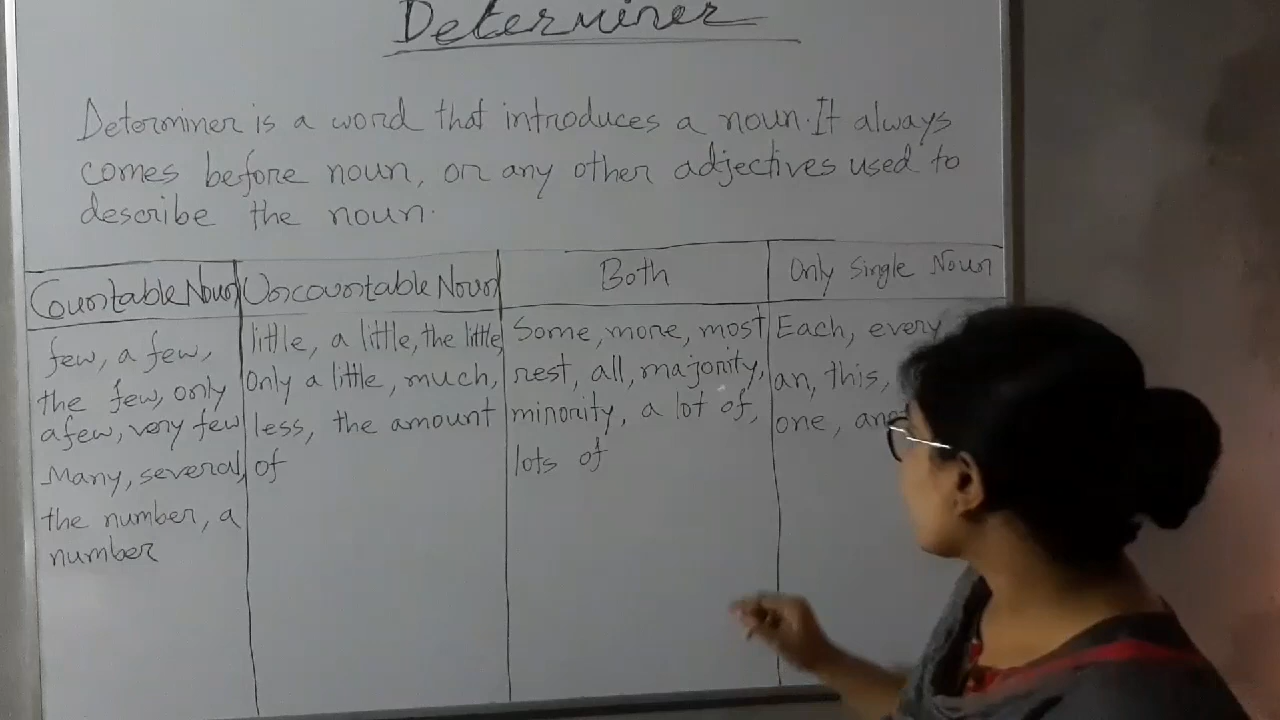 Determiner
Determiner is a word that introduces a noun. It always
comes before noun, or any other adjectives used to
describe the noun.
Countable Noun
few, a few,
the few, only
a few, very few
Many, several,
the number, a
number
Uncountable Noun
little, a little, the little,
Only a little, much,
less, the amount
of
Both
Some, more, most
rest, all, majority,
minority, a lot of,
lots of
Only Single Noun
Each, every
an, this,
one,